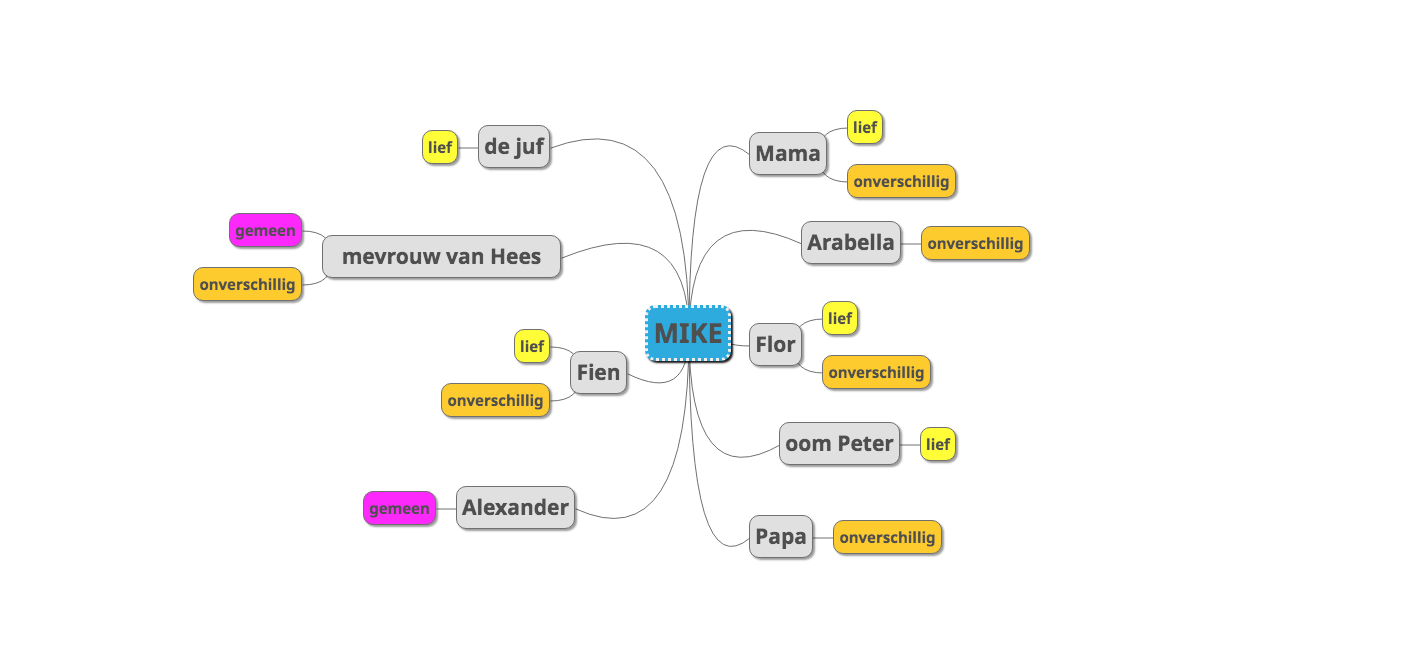 MIKE
de juf
lief
mevrouw van Hees
gemeen
onverschillig
Fien
lief
onverschillig
Alexander
gemeen
Mama
lief
onverschillig
Arabella
onverschillig
Flor
lief
onverschillig
oom Peter
lief
Papa
onverschillig